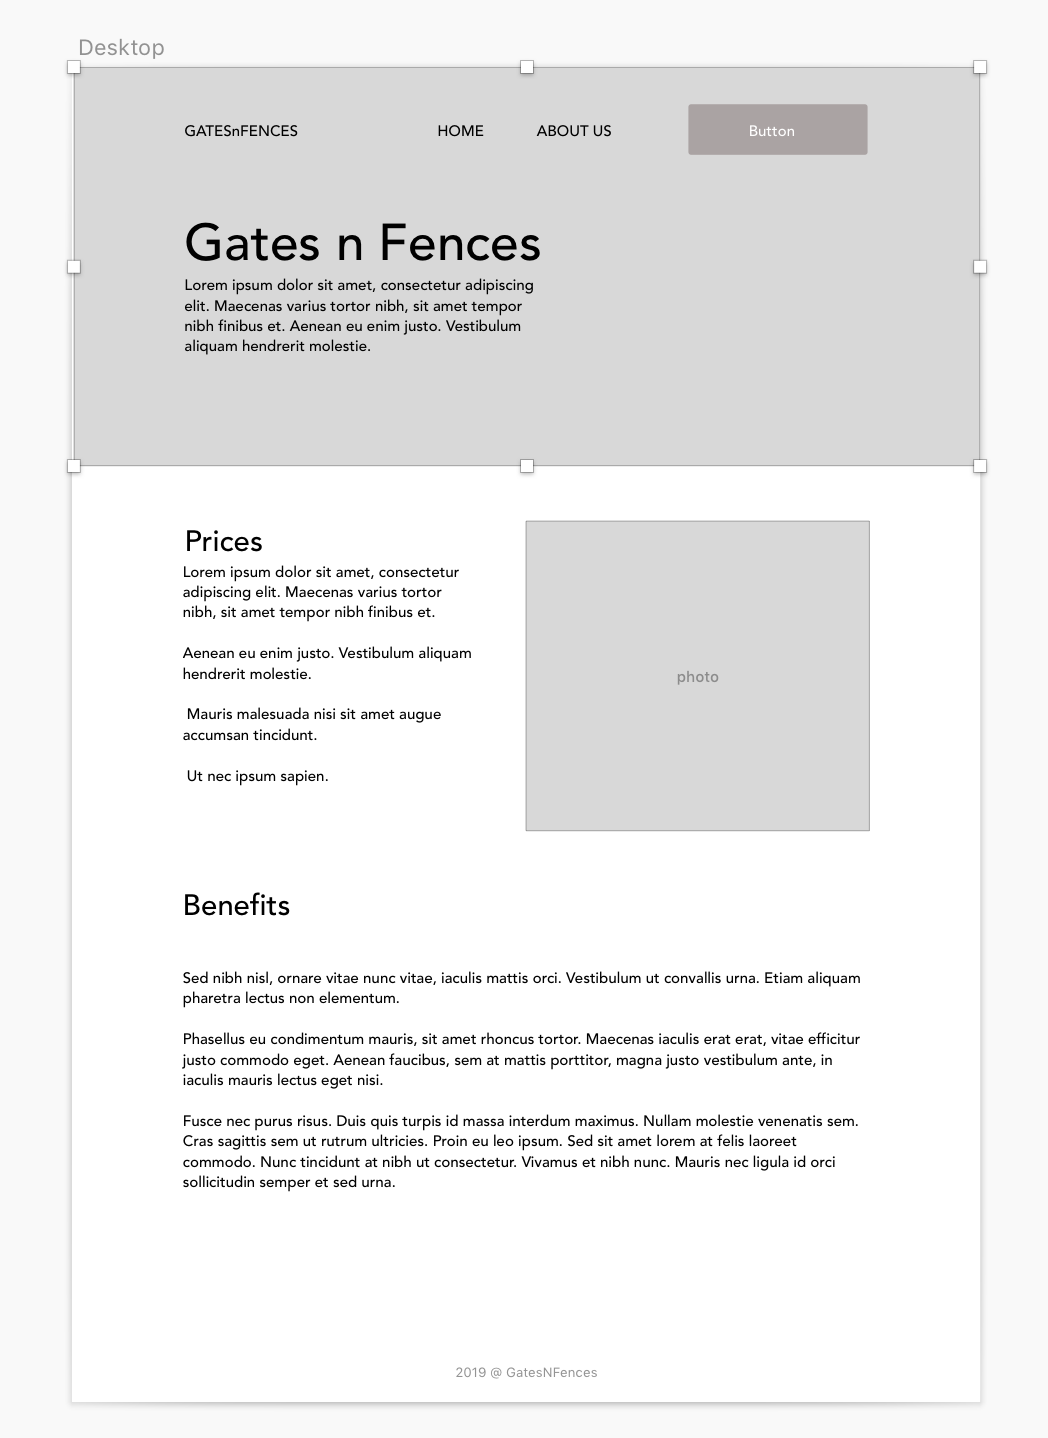 Desktop
GATESnFENCES HOME ABOUT US Button
Gates n Fences
Lorem ipsum dolor sit amet, consectetur adipiscing
elit. Maecenas varius tortor nibh, sit amet tempor
nibh finibus et. Aenean eu enim justo. Vestibulum
aliquam hendrerit molestie.
Prices
Lorem ipsum dolor sit amet, consectetur
adipiscing elit. Maecenas varius tortor
nibh, sit amet tempor nibh finibus et.
Aenean eu enim justo. Vestibulum aliquam
hendrerit molestie.
Mauris malesuada nisi sit amet augue
accumsan tincidunt.
Ut nec ipsum sapien.
photo
Benefits
Sed nibh nisl, ornare vitae nunc vitae, iaculis mattis orci. Vestibulum ut convallis urna. Etiam aliquam
pharetra lectus non elementum.
Phasellus eu condimentum mauris, sit amet rhoncus tortor. Maecenas iaculis erat erat, vitae efficitur
justo commodo eget. Aenean faucibus, sem at mattis porttitor, magna justo vestibulum ante, in
iaculis mauris lectus eget nisi.
Fusce nec purus risus. Duis quis turpis id massa interdum maximus. Nullam molestie venenatis sem.
Cras sagittis sem ut rutrum ultricies. Proin eu leo ipsum. Sed sit amet lorem at felis laoreet
commodo. Nunc tincidunt at nibh ut consectetur. Vivamus et nibh nunc. Mauris nec ligula id orci
sollicitudin semper et sed urna.
2019 @ GatesNFences